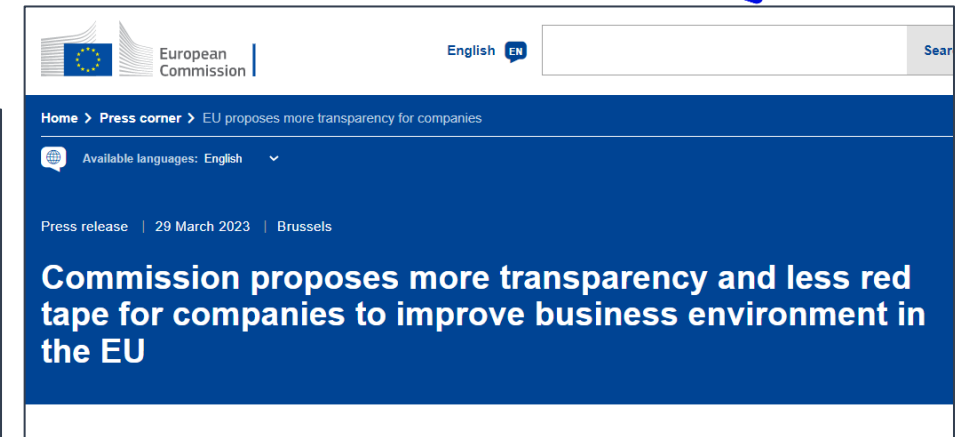 European
Commission
English EN
Home > Press corner > EU proposes more transparency for companies
Available languages: English
Press release | 29 March 2023 | Brussels
Commission proposes more transparency and less red
tape for companies to improve business environment in
the EU